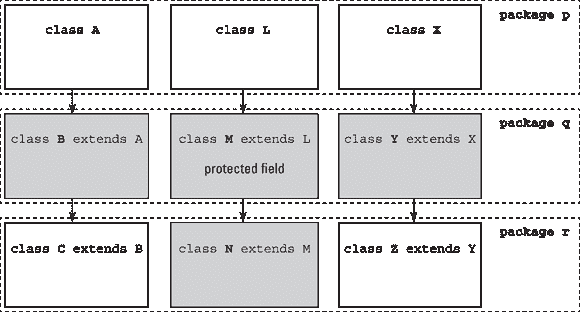 class A
class L
class X
package p
class B extends A
class M extends L
protected field
class Y extends X
package q
class C extends B
class N extends M
class Z extends Y
package r